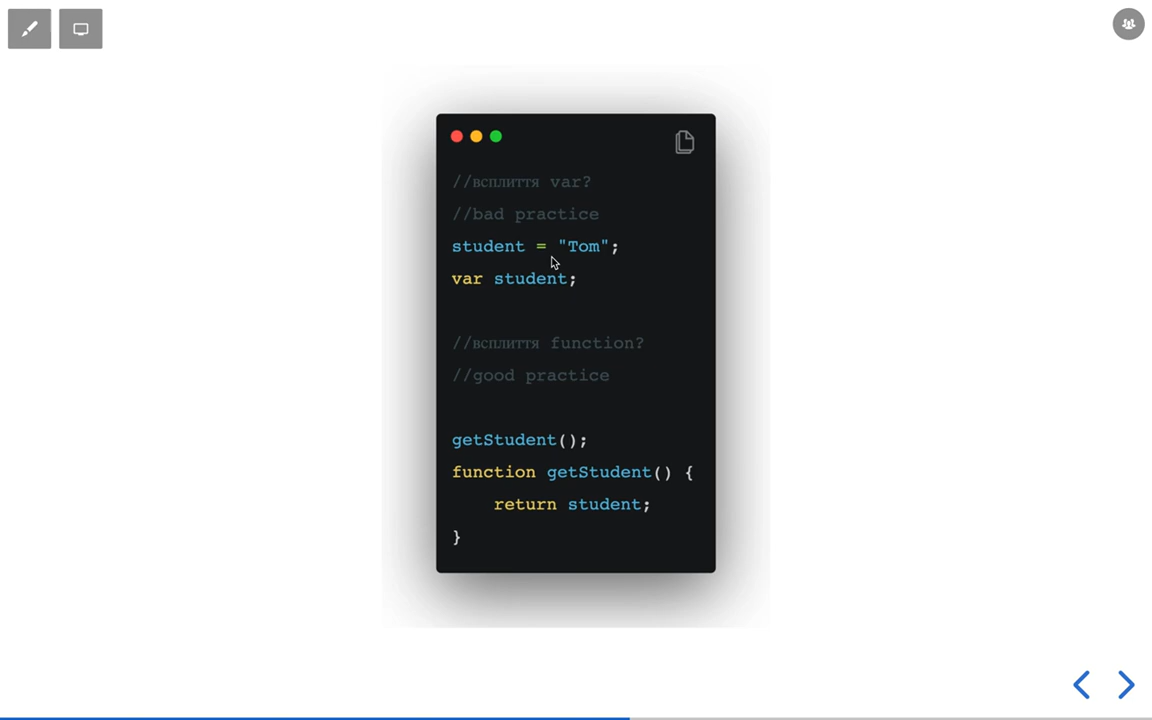 //всплиття var?
//bad practice
student = "Tom";
var student;
//всплиття function?
//good practice
getStudent();
function getStudent() {
return student;
}